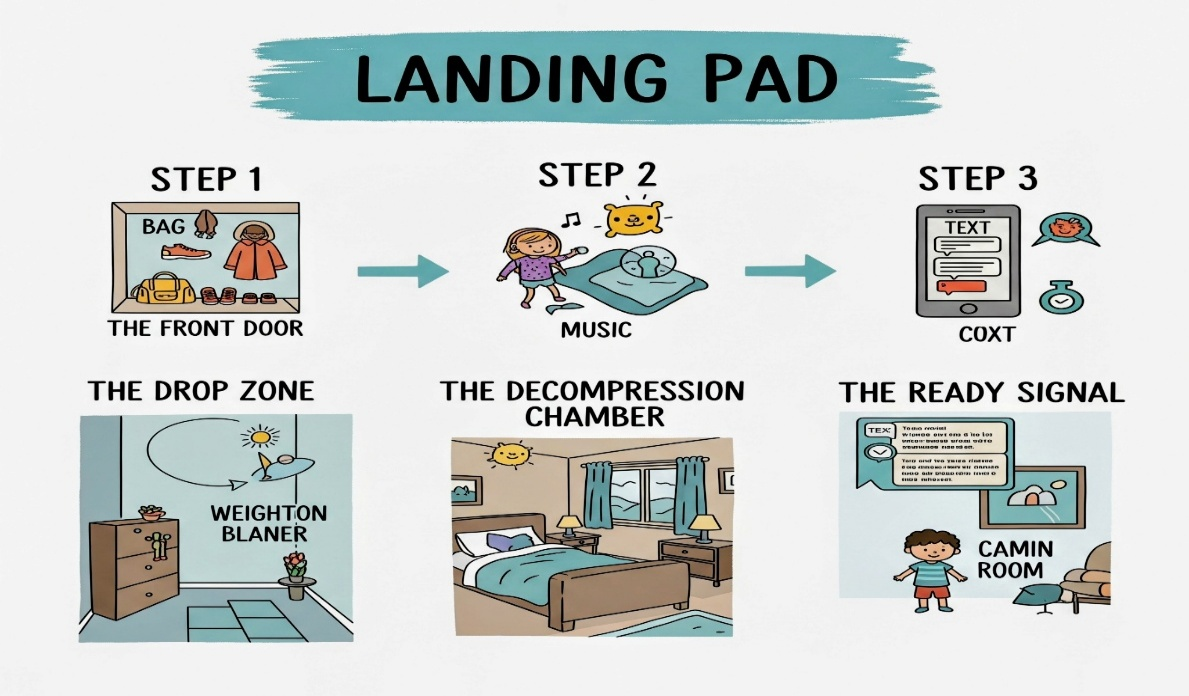 LANDING PAD
STEP 1
STEP 2
STEP 3
BAG
TEXT
THE FRONT DOOR
MUSIC
COXT
THE DROP ZONE
THE DECOMPRESSION
CHAMBER
THE READY SIGNAL
WEIGHTON
BLANER
TEX
CAMIN
ROOM